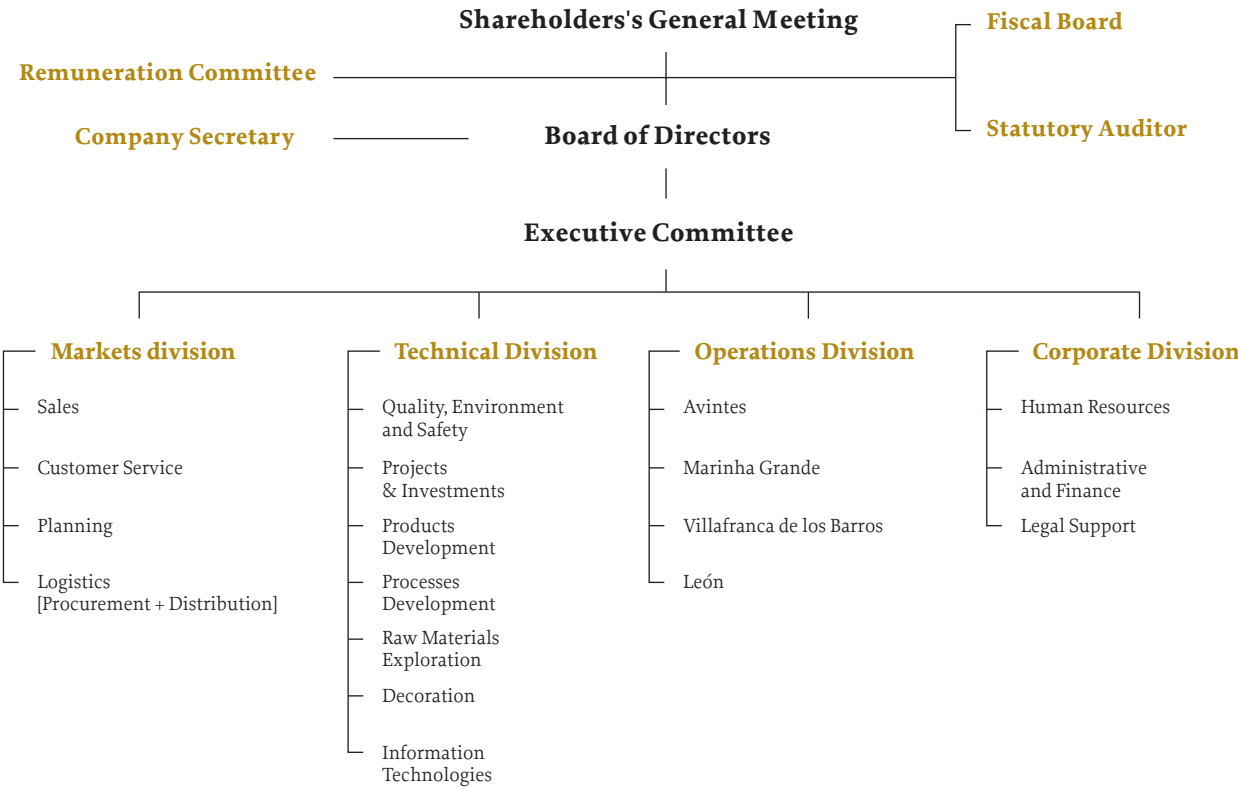 Shareholders's General Meeting
Fiscal Board
Remuneration Committee
Company Secretary
Board of Directors
Statutory Auditor
Executive Committee
Markets division
Sales
Customer Service
Planning
Logistics
[Procurement + Distribution]
Technical Division
Quality, Environment
and Safety
Projects
& Investments
Products
Development
Processes
Development
Raw Materials
Exploration
Decoration
Information
Technologies
Operations Division
Avintes
Marinha Grande
Villafranca de los Barros
León
Corporate Division
Human Resources
Administrative
and Finance
Legal Support